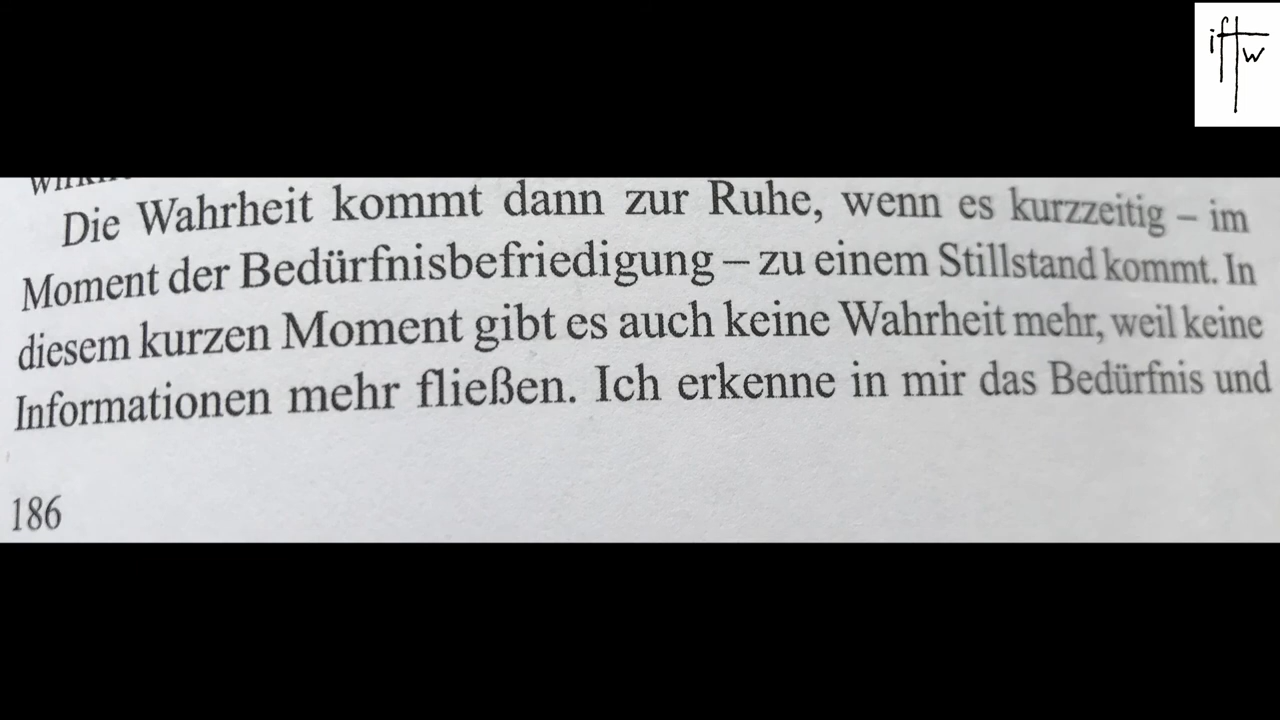 iftw
Die Wahrheit kommt dann zur Ruhe, wenn es kurzzeitig – im
Moment der Bedürfnisbefriedigung – zu einem Stillstand kommt. In
diesem kurzen Moment gibt es auch keine Wahrheit mehr, weil keine
Informationen mehr fließen. Ich erkenne in mir das Bedürfnis und
186